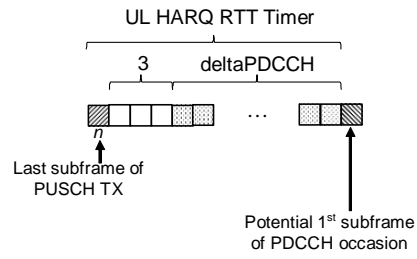 UL HARQ RTT Timer
3 deltaPDCCH
...
n
Last subframe of
PUSCH TX
Potential 1st subframe
of PDCCH occasion